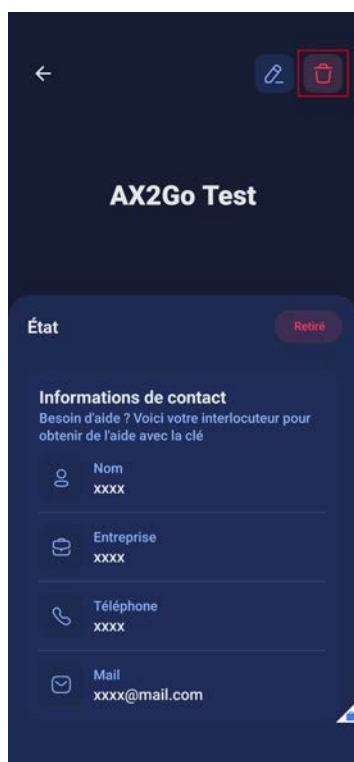 AX2Go Test
État
Retiré
Informations de contact
Besoin d'aide ? Voici votre interlocuteur pour
obtenir de l'aide avec la clé
Nom
xxxx
Entreprise
xxxx
Téléphone
xxxx
Mail
xxxx@mail.com